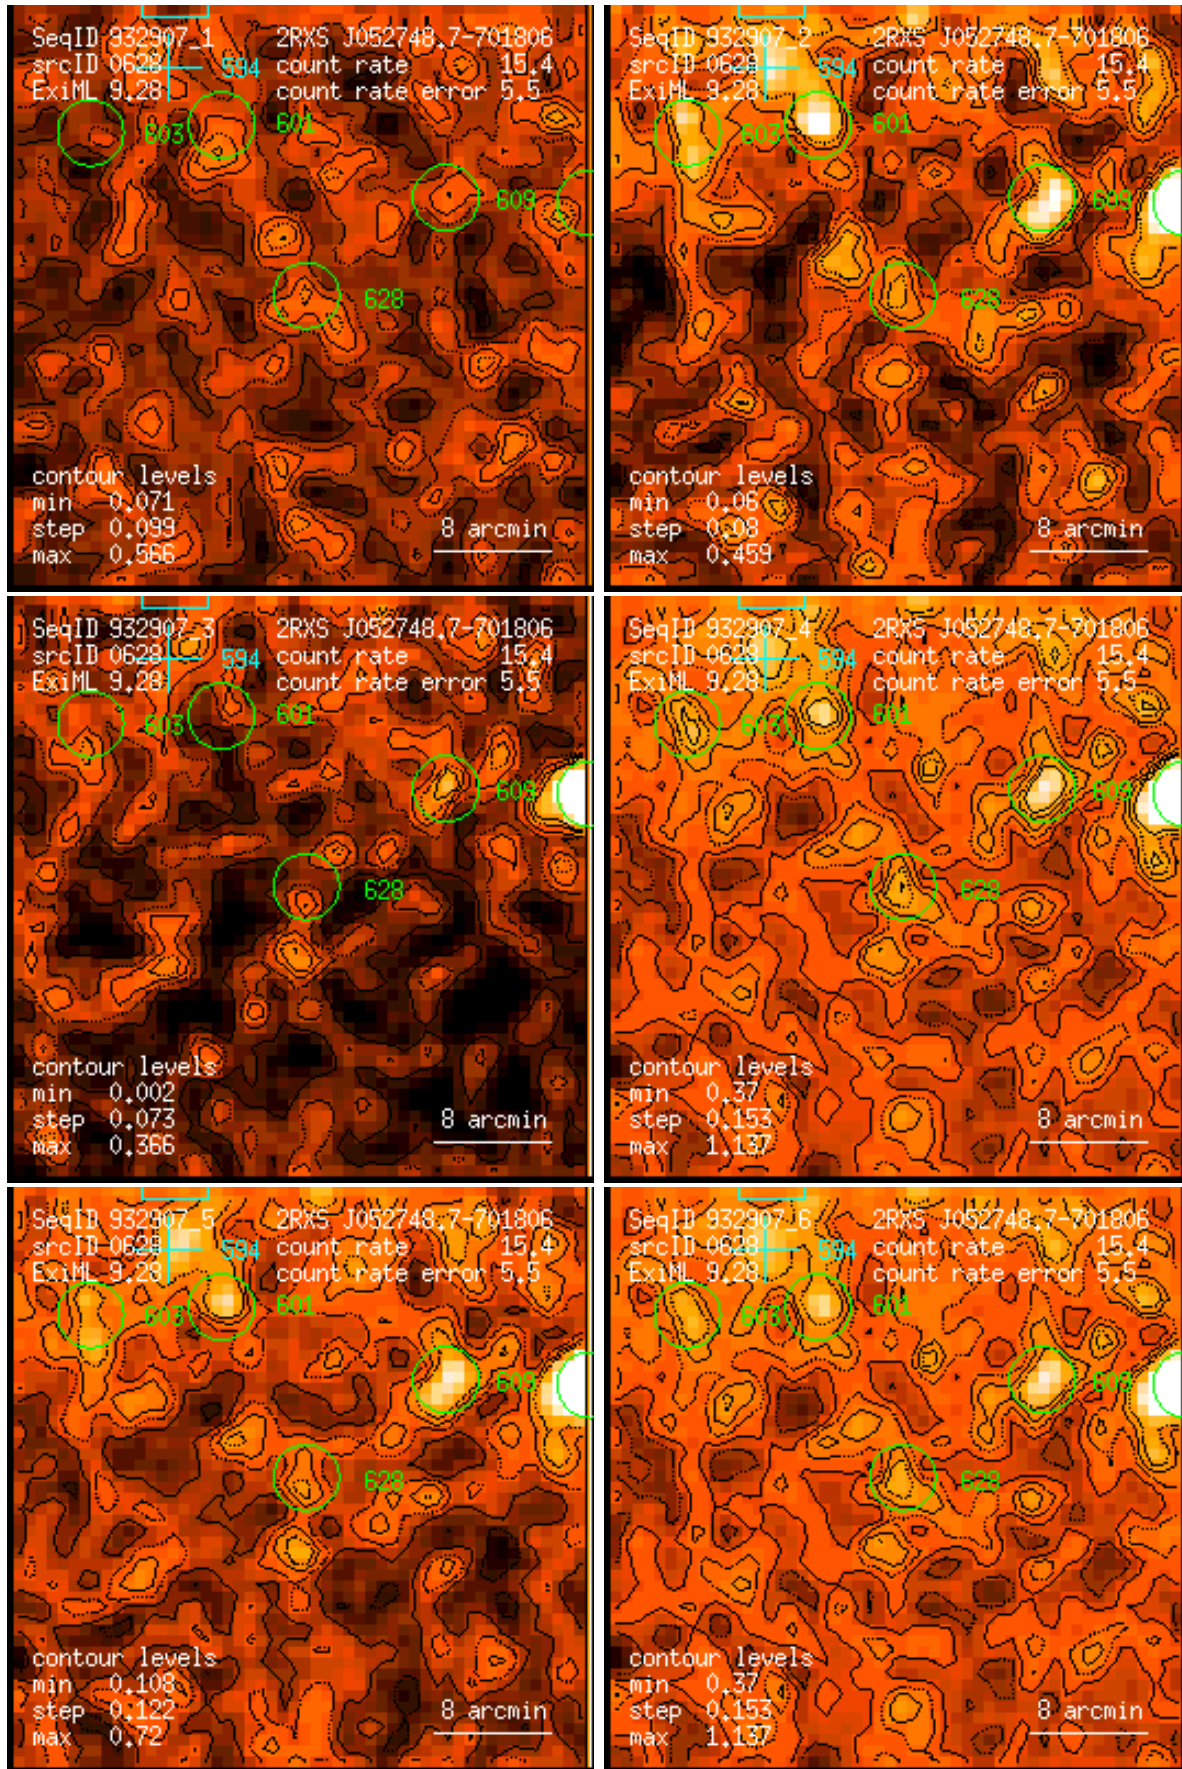 SeqID 932907_1 2RXS J052748.7-701806
srcID 0628 594 count rate 15.4
ExiML 9.28 count rate error 5.5
603 601
609
628
contour levels
min 0.071
step 0.099 8 arcmin
max 0.566
SeqID 932907_2 2RXS J052748.7-701806
srcID 0628 594 count rate 15.4
ExiML 9.28 count rate error 5.5
603 601
609
628
contour levels
min 0.06
step 0.08 8 arcmin
max 0.459
SeqID 932907_3 2RXS J052748.7-701806
srcID 0628 594 count rate 15.4
ExiML 9.28 count rate error 5.5
603 601
609
628
contour levels
min 0.002
step 0.073 8 arcmin
max 0.366
SeqID 932907_4 2RXS J052748.7-701806
srcID 0628 594 count rate 15.4
ExiML 9.28 count rate error 5.5
603 601
609
628
contour levels
min 0.37
step 0.153 8 arcmin
max 1.137
SeqID 932907_5 2RXS J052748.7-701806
srcID 0628 594 count rate 15.4
ExiML 9.28 count rate error 5.5
603 601
609
628
contour levels
min 0.108
step 0.122 8 arcmin
max 0.72
SeqID 932907_6 2RXS J052748.7-701806
srcID 0628 594 count rate 15.4
ExiML 9.28 count rate error 5.5
603 601
609
628
contour levels
min 0.37
step 0.153 8 arcmin
max 1.137